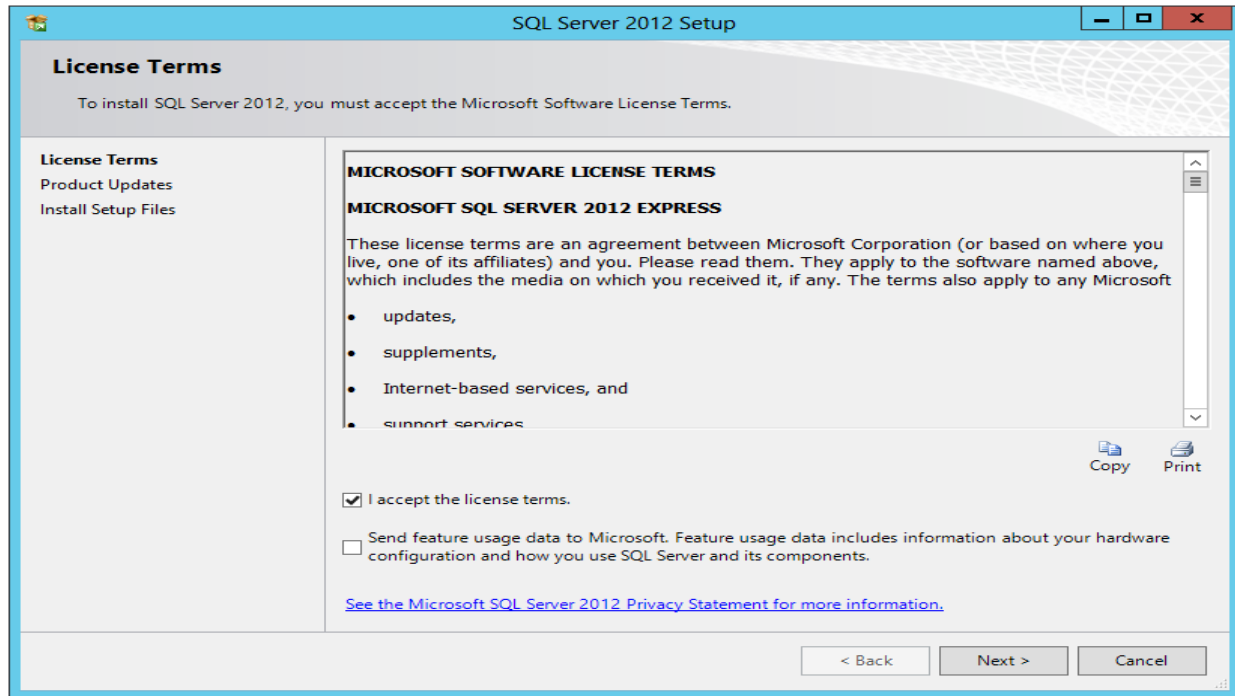 SQL Server 2012 Setup
License Terms
To install SQL Server 2012, you must accept the Microsoft Software License Terms.
License Terms
Product Updates
Install Setup Files
MICROSOFT SOFTWARE LICENSE TERMS
MICROSOFT SQL SERVER 2012 EXPRESS
These license terms are an agreement between Microsoft Corporation (or based on where you
live, one of its affiliates) and you. Please read them. They apply to the software named above,
which includes the media on which you received it, if any. The terms also apply to any Microsoft
• updates,
• supplements,
• Internet-based services, and
• support services
Copy Print
I accept the license terms.
Send feature usage data to Microsoft. Feature usage data includes information about your hardware
configuration and how you use SQL Server and its components.
See the Microsoft SQL Server 2012 Privacy Statement for more information.
< Back Next > Cancel